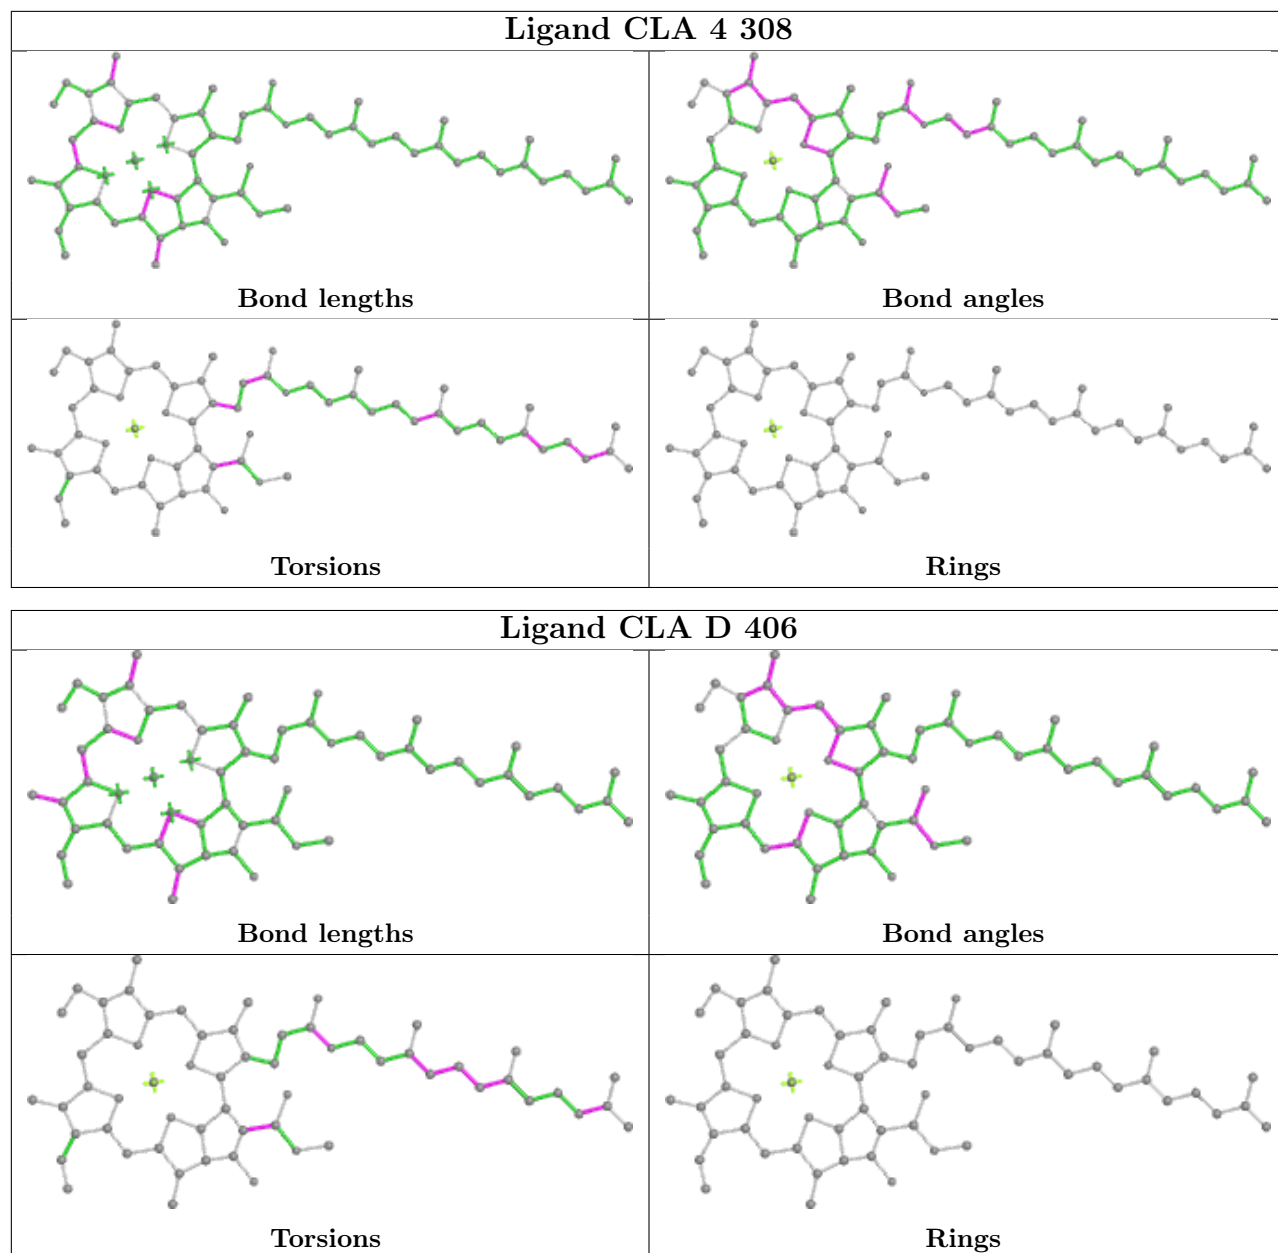 Ligand CLA 4 308
Bond lengths
Bond angles
Torsions
Rings
Ligand CLA D 406
Bond lengths
Bond angles
Torsions
Rings